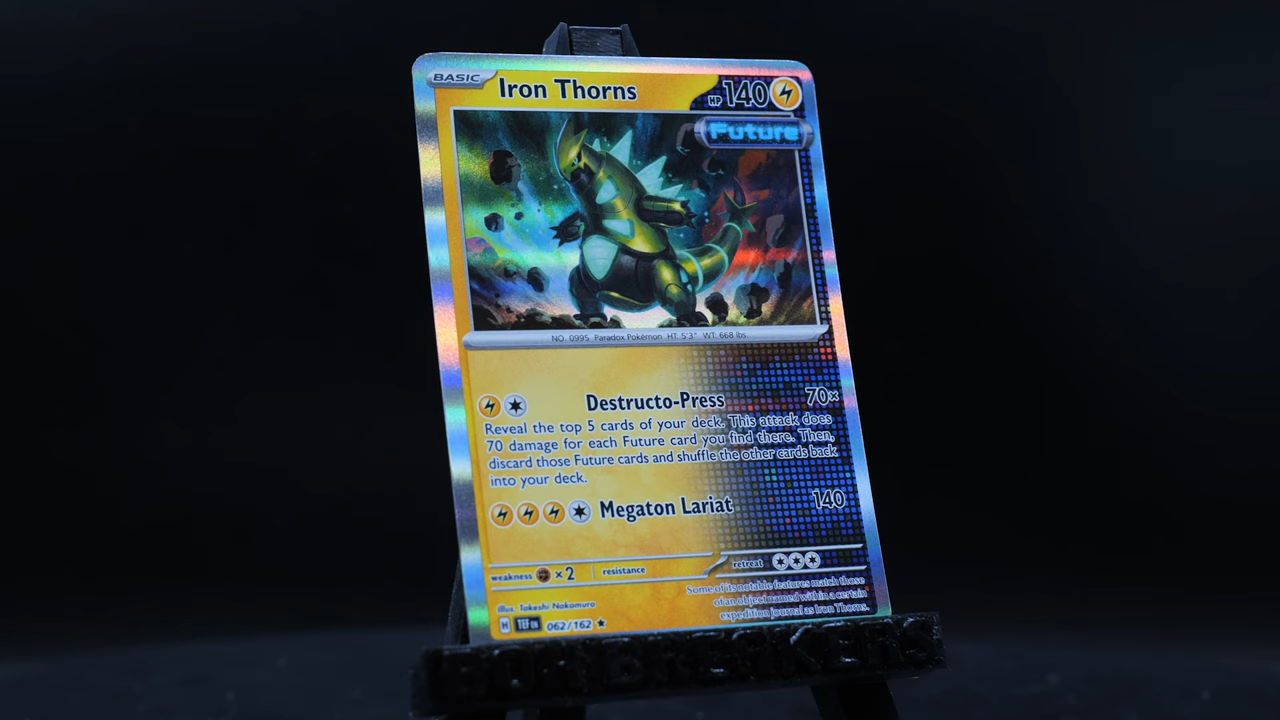 BASIC Iron Thorns HP 140
Future
NO. 0995 Paradox Pokémon HT: 5'3" WT: 668 lbs.
Destructo-Press 70×
Reveal the top 5 cards of your deck. This attack does
70 damage for each Future card you find there. Then,
discard those Future cards and shuffle the other cards back
into your deck.
Megaton Lariat 140
weakness ×2 resistance retreat
Illus. Takeshi Nakamura
Some of its notable features match those
of an object named within a certain
expedition journal as Iron Thorns.
H TEF EN 062/162